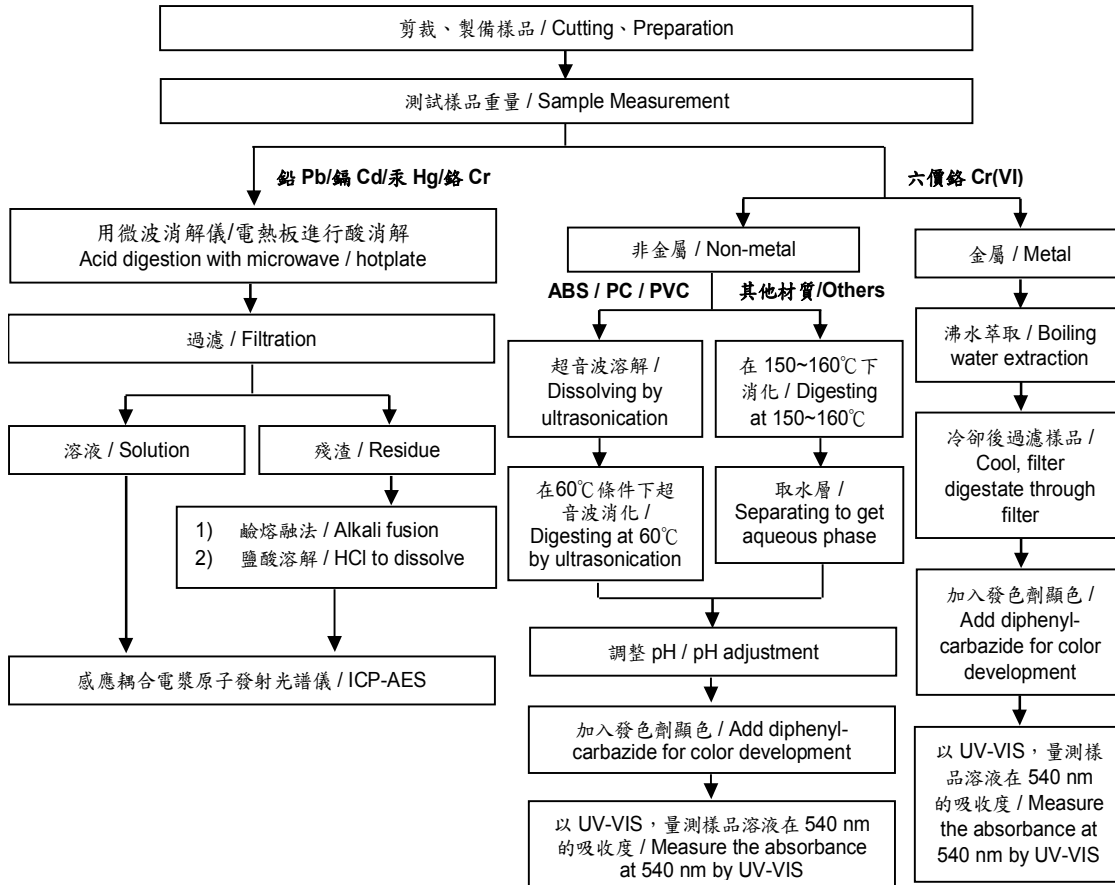 剪裁、製備樣品 / Cutting、Preparation
測試樣品重量 / Sample Measurement
鉛 Pb/鎘 Cd/汞 Hg/鉻 Cr
六價鉻 Cr(VI)
用微波消解儀/電熱板進行酸消解
Acid digestion with microwave / hotplate
過濾 / Filtration
溶液 / Solution
殘渣 / Residue
1) 鹼熔融法 / Alkali fusion
2) 鹽酸溶解 / HCl to dissolve
感應耦合電漿原子發射光譜儀 / ICP-AES
非金屬 / Non-metal
ABS / PC / PVC
其他材質/Others
超音波溶解 /
Dissolving by
ultrasonication
在60℃條件下超
音波消化 /
Digesting at 60℃
by ultrasonication
在 150~160℃下
消化 / Digesting
at 150~160℃
取水層 /
Separating to get
aqueous phase
調整 pH / pH adjustment
加入發色劑顯色 / Add diphenyl-
carbazide for color development
以 UV-VIS，量測樣品溶液在 540 nm
的吸收度 / Measure the absorbance
at 540 nm by UV-VIS
金屬 / Metal
沸水萃取 / Boiling
water extraction
冷卻後過濾樣品 /
Cool, filter
digestate through
filter
加入發色劑顯色 /
Add diphenyl-
carbazide for color
development
以 UV-VIS，量測樣
品溶液在 540 nm
的吸收度 / Measure
the absorbance at
540 nm by UV-VIS